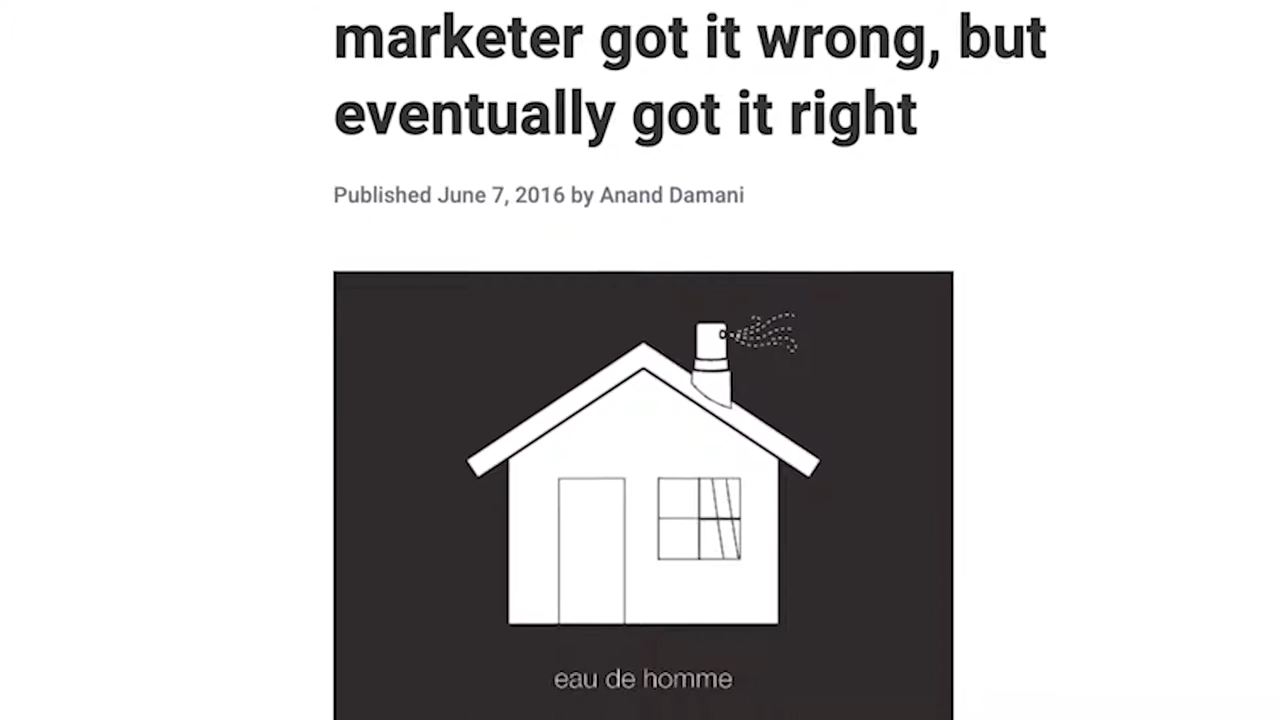 marketer got it wrong, but
eventually got it right
Published June 7, 2016 by Anand Damani
eau de homme